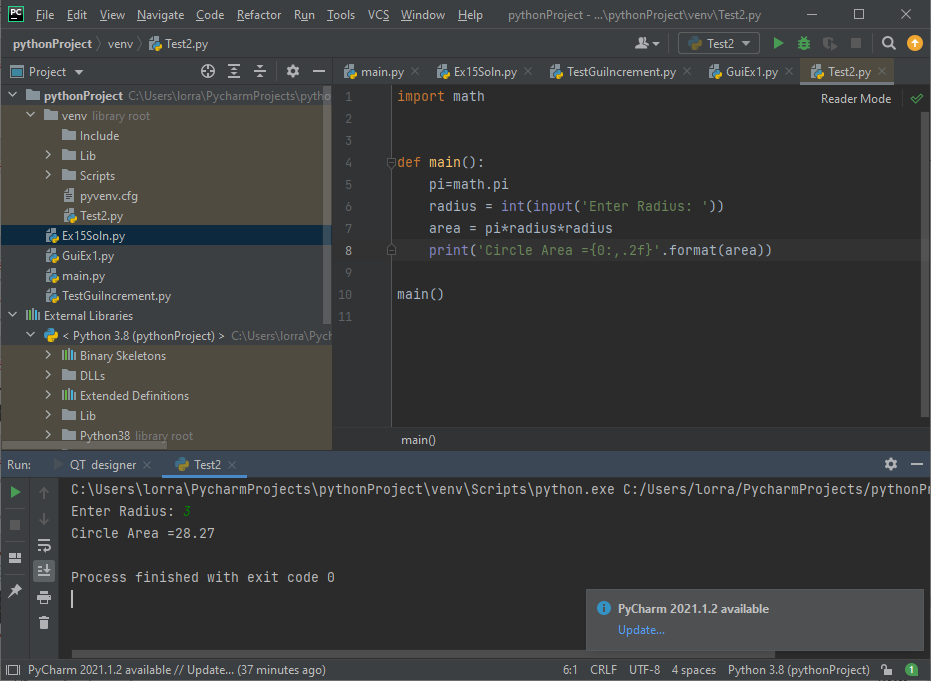 PC File Edit View Navigate Code Refactor Run Tools VCS Window Help pythonProject - ...\pythonProject\venv\Test2.py
pythonProject venv Test2.py Test2
Project main.py Ex15Soln.py TestGuiIncrement.py GuiEx1.py Test2.py
pythonProject C:\Users\lorra\PycharmProjects\pytho
venv library root
Include
Lib
Scripts
pyvenv.cfg
Test2.py
Ex15Soln.py
GuiEx1.py
main.py
TestGuiIncrement.py
External Libraries
< Python 3.8 (pythonProject) > C:\Users\lorra\Pych
Binary Skeletons
DLLs
Extended Definitions
Lib
Python38 library root
Reader Mode
1 import math
2
3
4 def main():
5 pi=math.pi
6 radius = int(input('Enter Radius: '))
7 area = pi*radius*radius
8 print('Circle Area ={0:,.2f}'.format(area))
9
10 main()
11
main()
Run: QT designer Test2
C:\Users\lorra\PycharmProjects\pythonProject\venv\Scripts\python.exe C:/Users/lorra/PycharmProjects/pythonPr
Enter Radius: 3
Circle Area =28.27
Process finished with exit code 0
PyCharm 2021.1.2 available
Update...
PyCharm 2021.1.2 available // Update... (37 minutes ago) 6:1 CRLF UTF-8 4 spaces Python 3.8 (pythonProject) 1